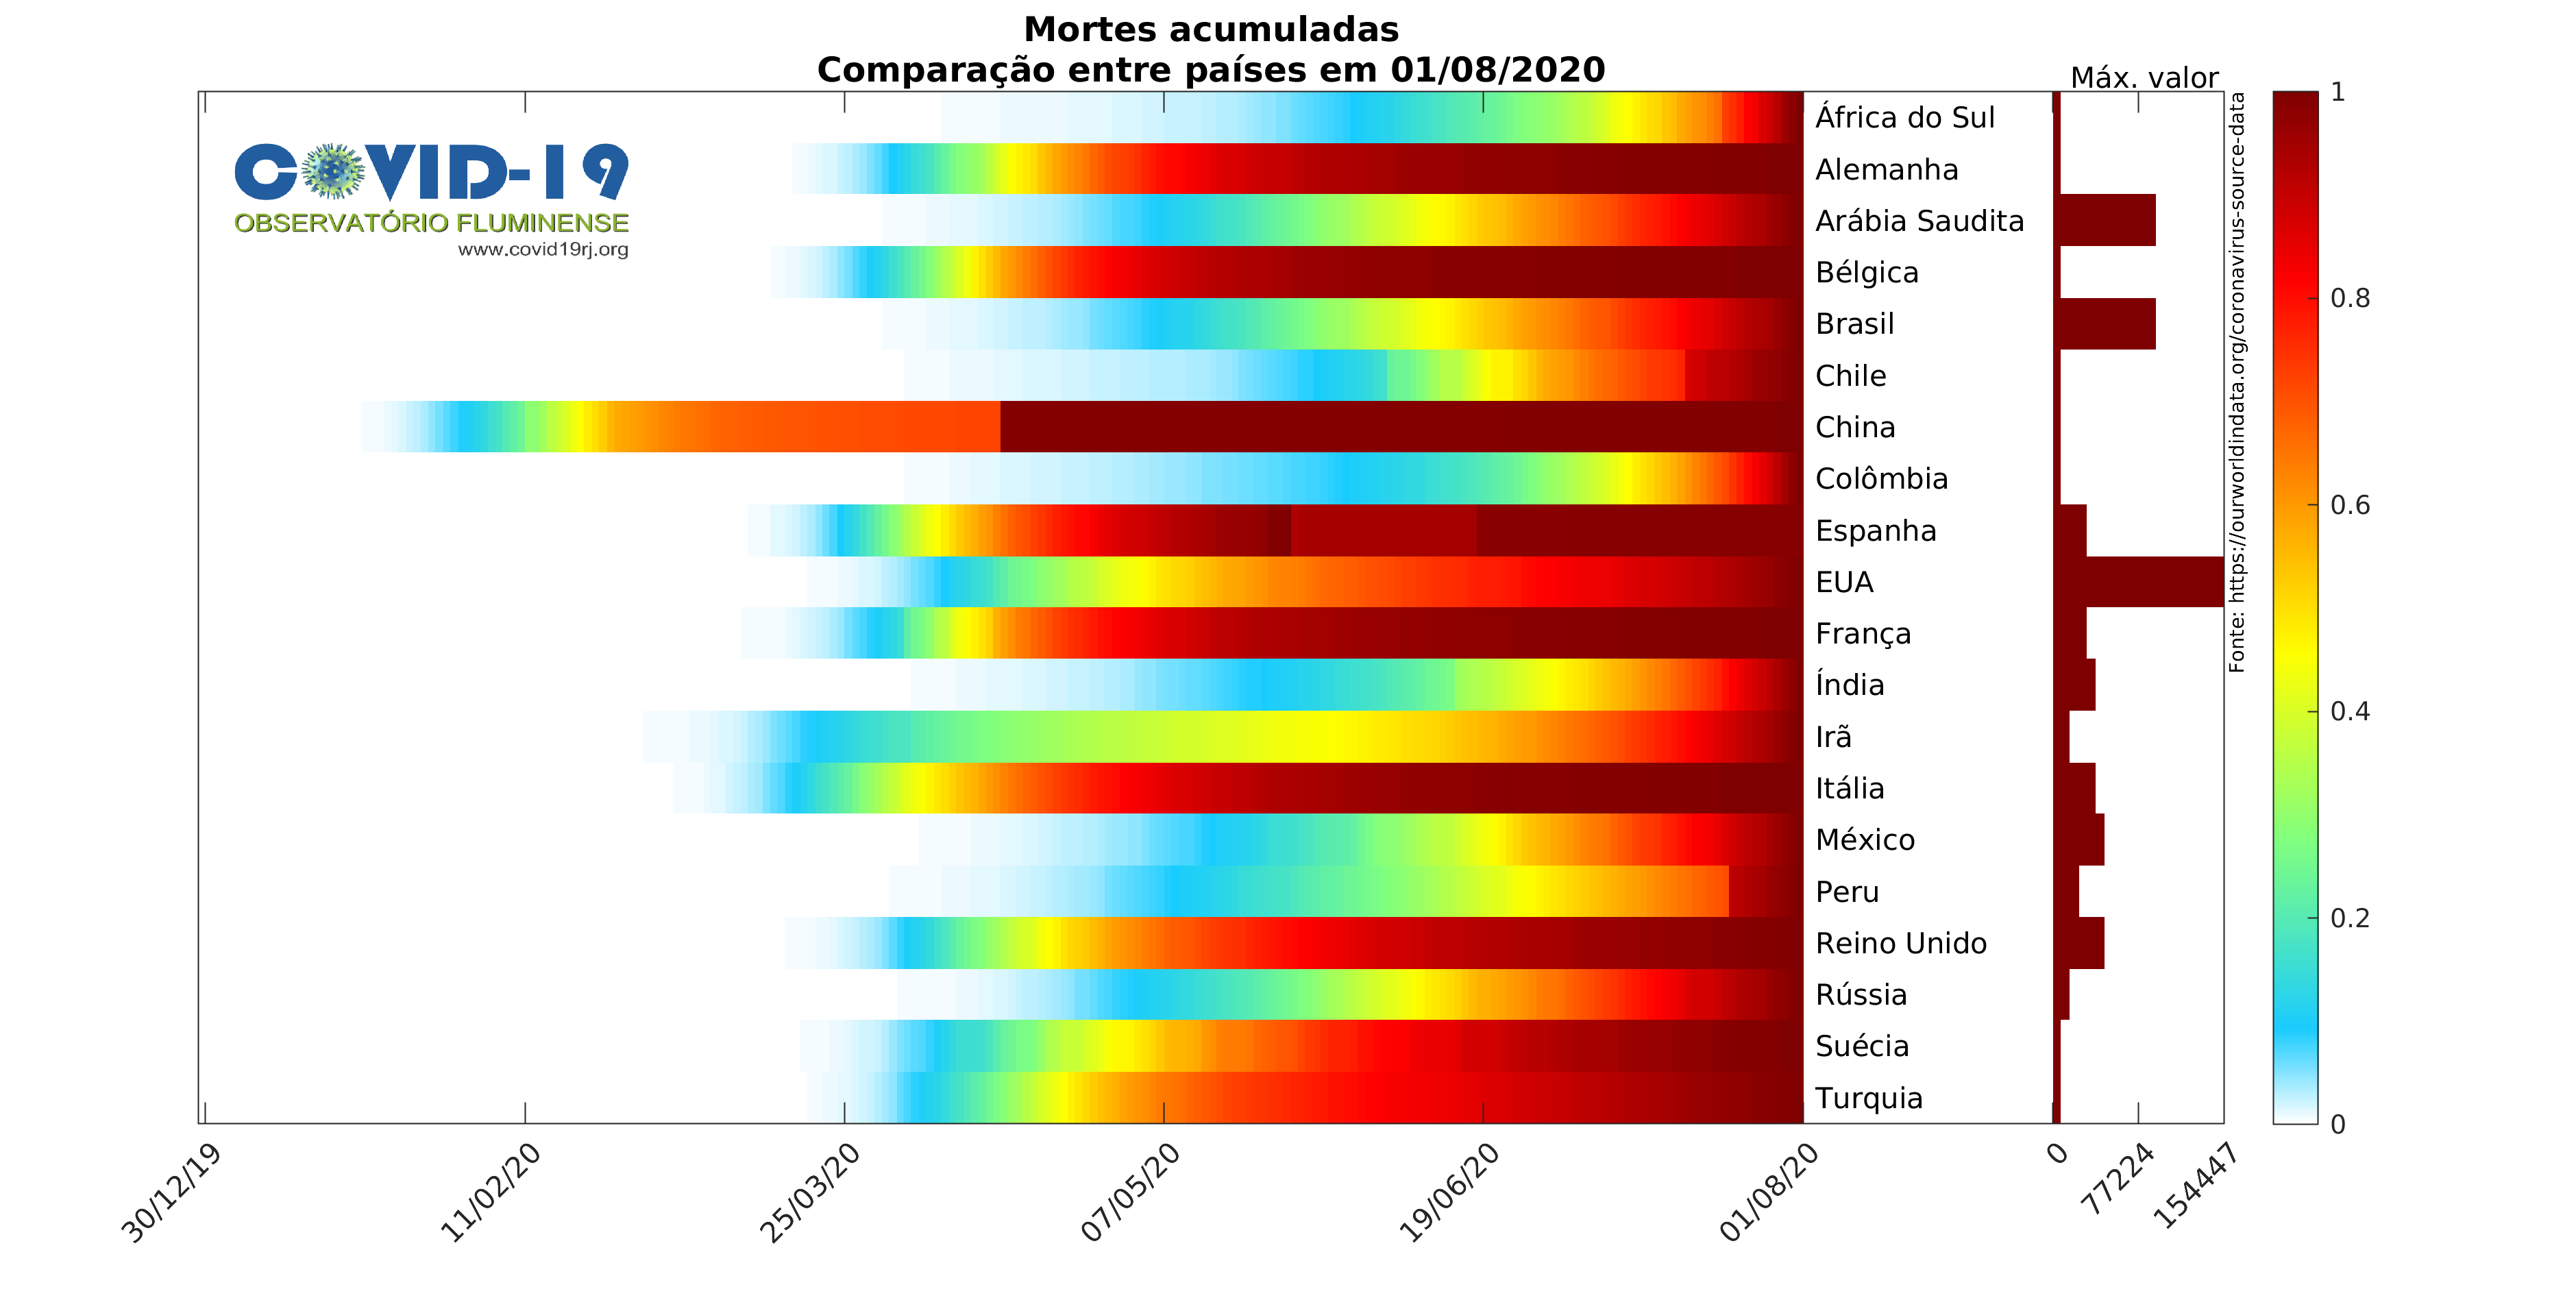 Mortes acumuladas
Comparação entre países em 01/08/2020
Máx. valor
COVID-19
OBSERVATÓRIO FLUMINENSE
www.covid19rj.org
África do Sul
Alemanha
Arábia Saudita
Bélgica
Brasil
Chile
China
Colômbia
Espanha
EUA
França
Índia
Irã
Itália
México
Peru
Reino Unido
Rússia
Suécia
Turquia
Fonte: https://ourworldindata.org/coronavirus-source-data
1
0.8
0.6
0.4
0.2
0
30/12/19
11/02/20
25/03/20
07/05/20
19/06/20
01/08/20
0
77224
154447